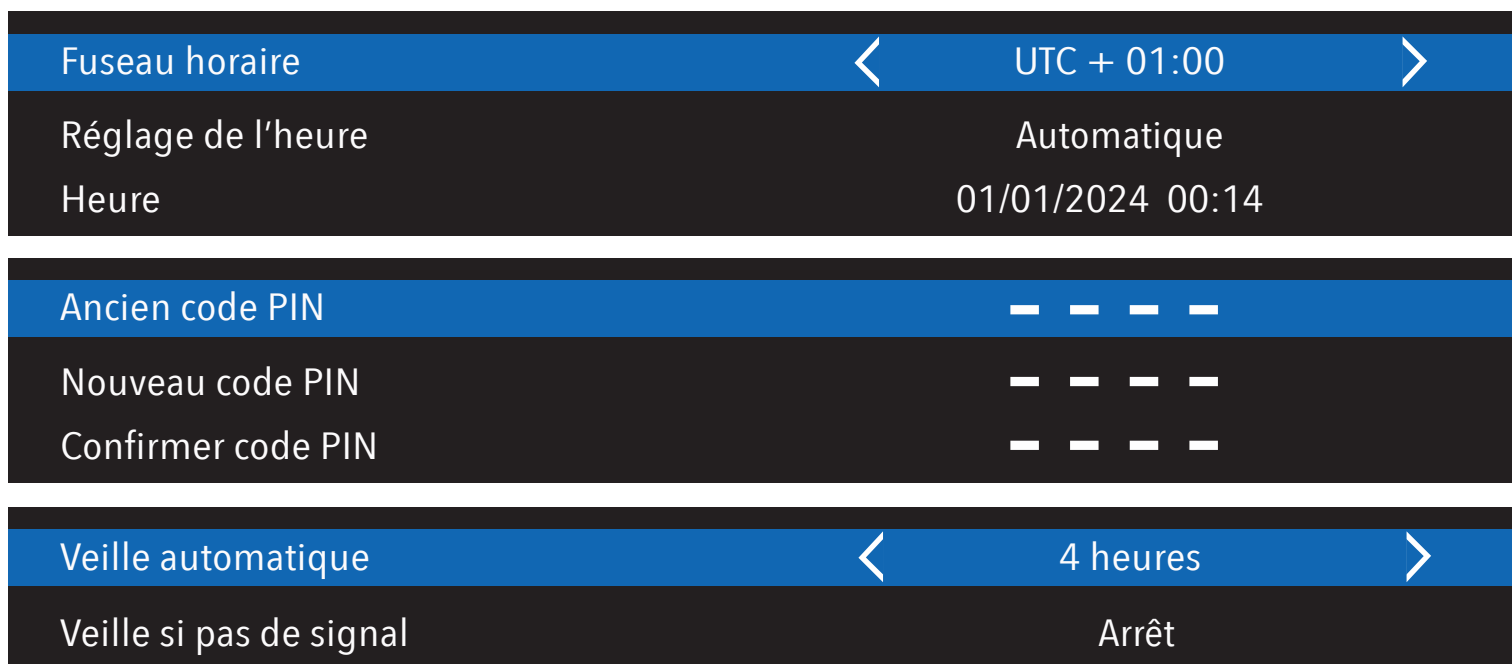 Fuseau horaire UTC + 01:00
Réglage de l’heure Automatique
Heure 01/01/2024 00:14
Ancien code PIN – – – –
Nouveau code PIN – – – –
Confirmer code PIN – – – –
Veille automatique 4 heures
Veille si pas de signal Arrêt